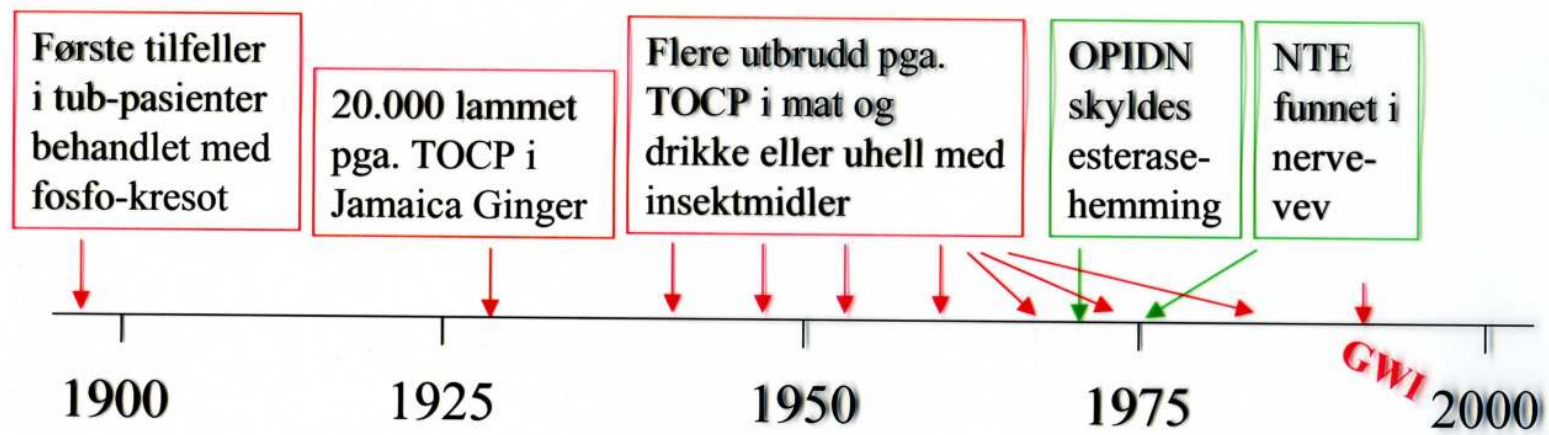 Første tilfeller
i tub-pasienter
behandlet med
fosfo-kresot
20.000 lammet
pga. TOCP i
Jamaica Ginger
Flere utbrudd pga.
TOCP i mat og
drikke eller uhell med
insektmidler
OPIDN
skyldes
esterase-
hemming
NTE
funnet i
nerve-
vev
1900
1925
1950
1975
GWI
2000